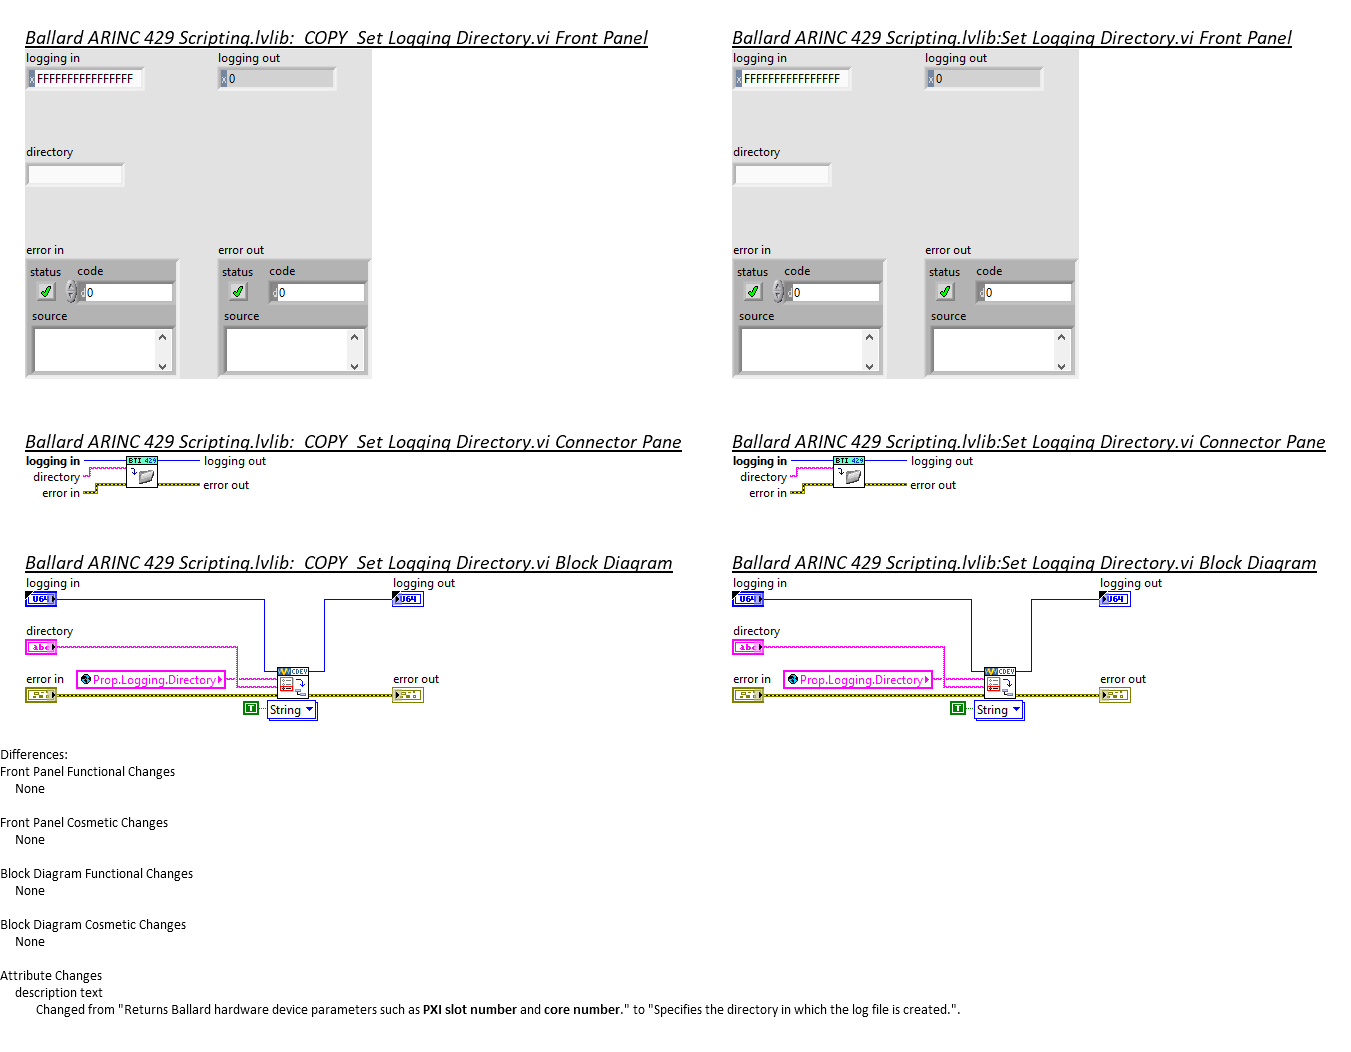 Ballard ARINC 429 Scripting.lvlib:_COPY_Set Logging Directory.vi Front Panel
logging in
logging out
x FFFFFFFFFFFFFFFF
x 0
directory
error in
error out
status code
status code
d 0
d 0
source
source
Ballard ARINC 429 Scripting.lvlib:Set Logging Directory.vi Front Panel
logging in
logging out
x FFFFFFFFFFFFFFFF
x 0
directory
error in
error out
status code
status code
d 0
d 0
source
source
Ballard ARINC 429 Scripting.lvlib:_COPY_Set Logging Directory.vi Connector Pane
logging in
BTI 429
logging out
directory
error in
error out
Ballard ARINC 429 Scripting.lvlib:Set Logging Directory.vi Connector Pane
logging in
BTI 429
logging out
directory
error in
error out
Ballard ARINC 429 Scripting.lvlib:_COPY_Set Logging Directory.vi Block Diagram
logging in
logging out
U64
U64
directory
abc
CDEV
error in
Prop.Logging.Directory
error out
T
String
Ballard ARINC 429 Scripting.lvlib:Set Logging Directory.vi Block Diagram
logging in
logging out
U64
U64
directory
abc
CDEV
error in
Prop.Logging.Directory
error out
T
String
Differences:
Front Panel Functional Changes
None
Front Panel Cosmetic Changes
None
Block Diagram Functional Changes
None
Block Diagram Cosmetic Changes
None
Attribute Changes
description text
Changed from "Returns Ballard hardware device parameters such as PXI slot number and core number." to "Specifies the directory in which the log file is created.".